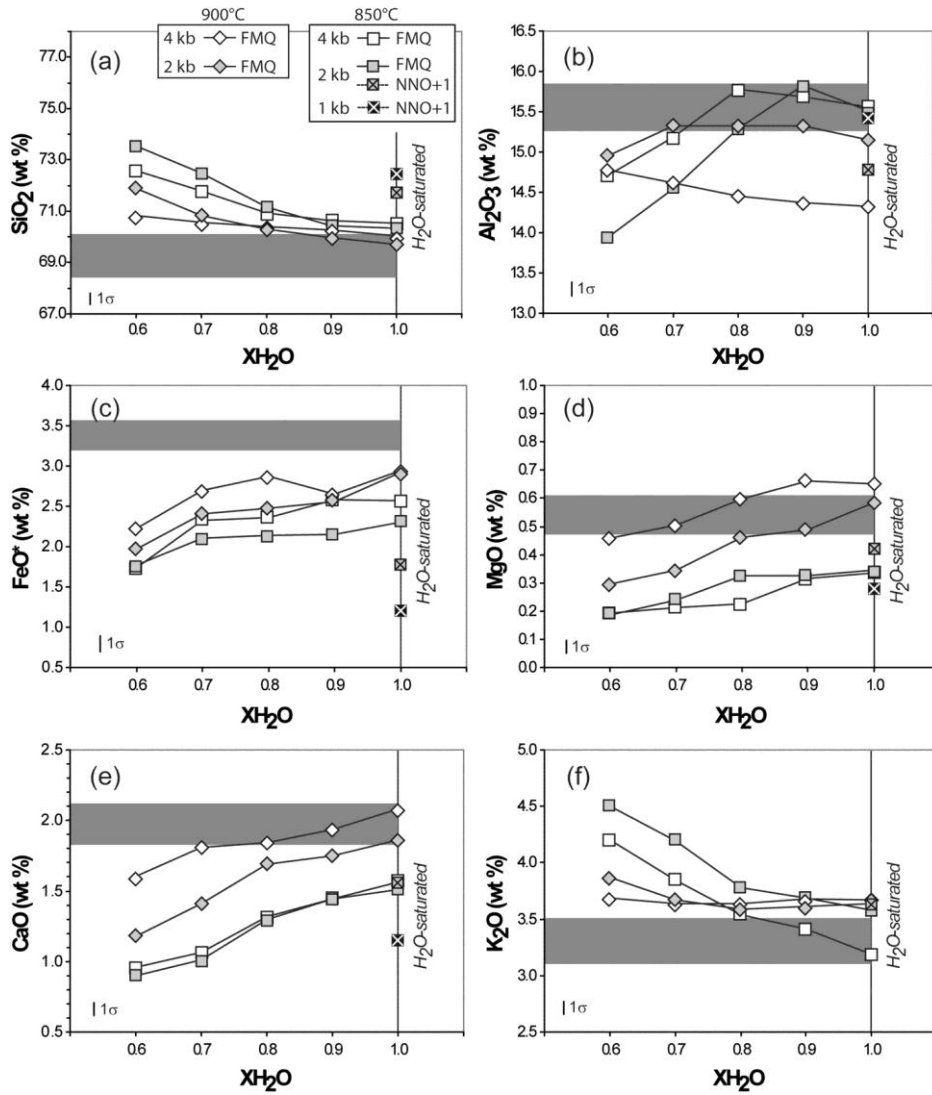 900°C 850°C
4 kb FMQ
2 kb FMQ
4 kb FMQ
2 kb FMQ
NNO+1
1 kb NNO+1
(a)
SiO2 (wt %)
77.0
75.0
73.0
71.0
69.0
67.0
1σ
H2O-saturated
0.6 0.7 0.8 0.9 1.0
XH2O
(b)
Al2O3 (wt %)
16.5
16.0
15.5
15.0
14.5
14.0
13.5
13.0
1σ
H2O-saturated
0.6 0.7 0.8 0.9 1.0
XH2O
(c)
FeO* (wt %)
4.0
3.5
3.0
2.5
2.0
1.5
1.0
0.5
1σ
H2O-saturated
0.6 0.7 0.8 0.9 1.0
XH2O
(d)
MgO (wt %)
1.0
0.9
0.8
0.7
0.6
0.5
0.4
0.3
0.2
0.1
0.0
1σ
H2O-saturated
0.6 0.7 0.8 0.9 1.0
XH2O
(e)
CaO (wt %)
2.5
2.0
1.5
1.0
0.5
1σ
H2O-saturated
0.6 0.7 0.8 0.9 1.0
XH2O
(f)
K2O (wt %)
5.0
4.5
4.0
3.5
3.0
2.5
1σ
H2O-saturated
0.6 0.7 0.8 0.9 1.0
XH2O